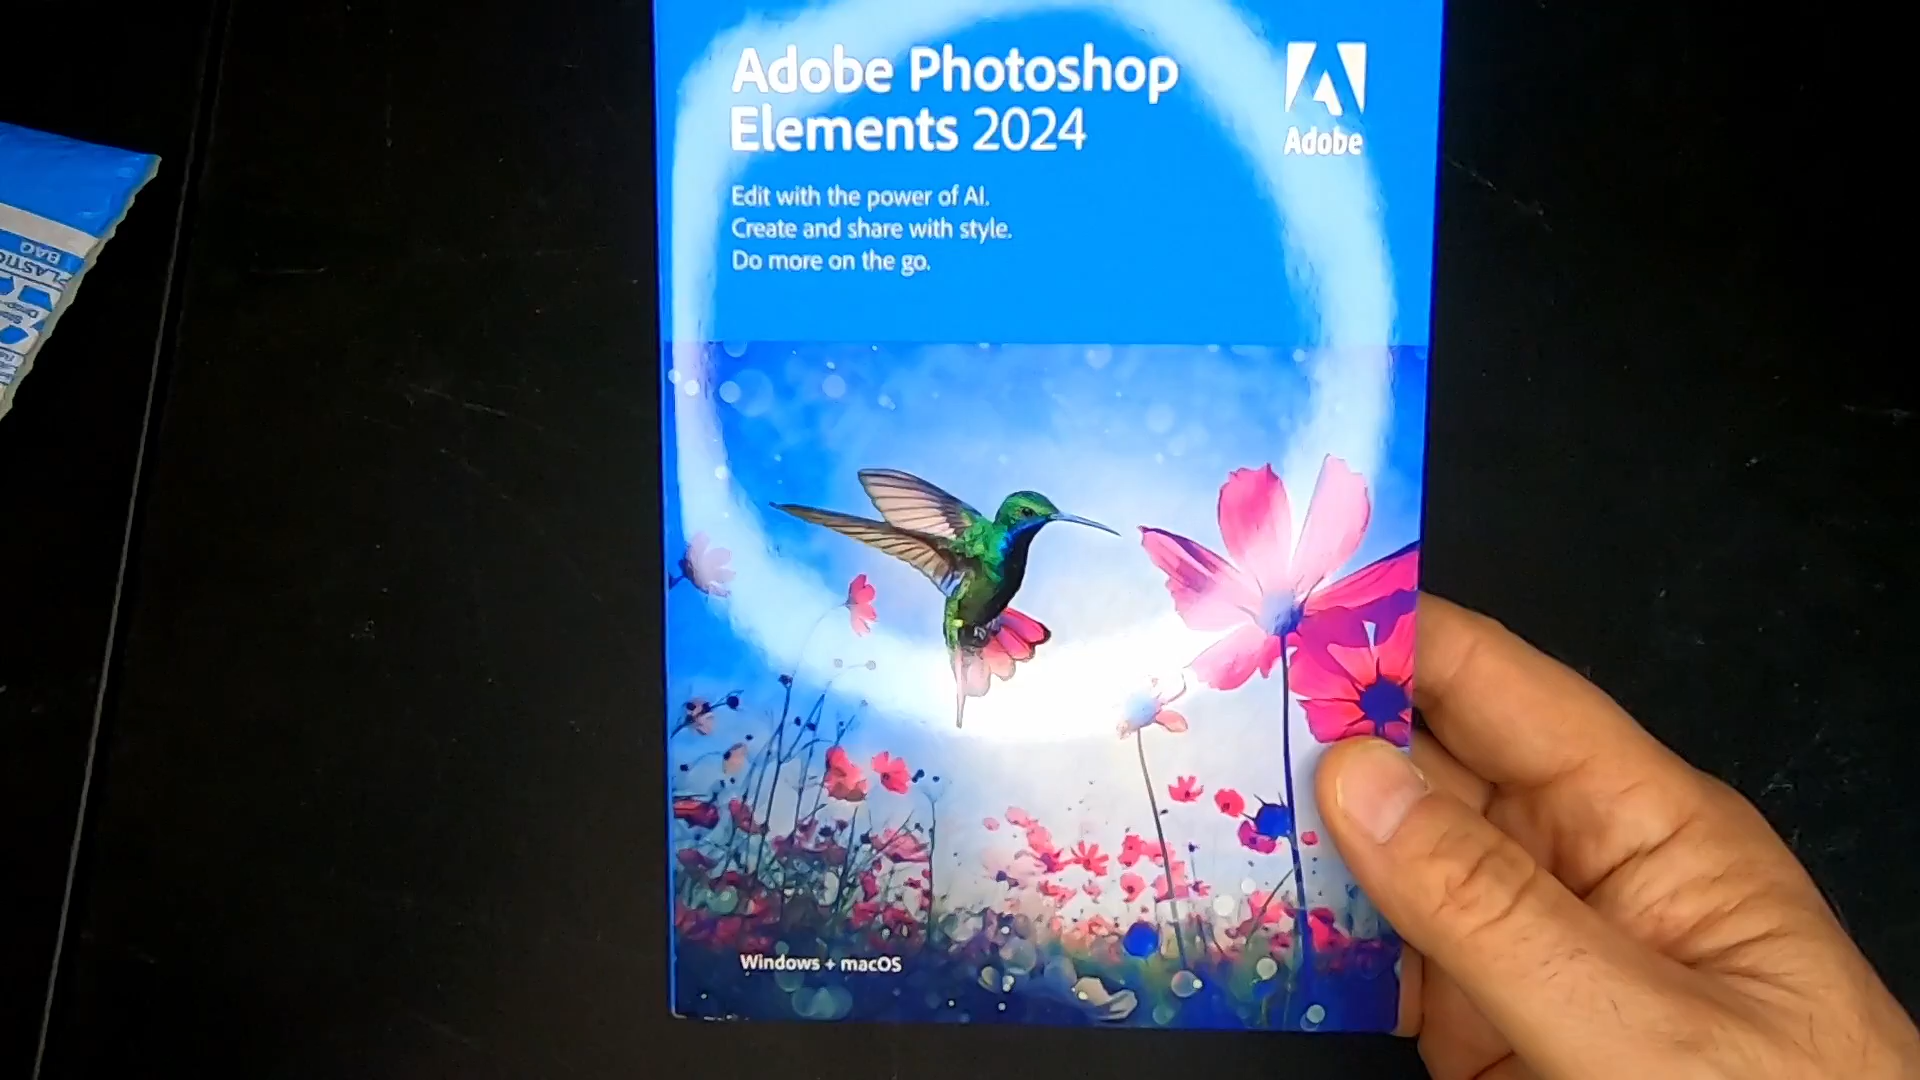 Adobe Photoshop
Elements 2024
Adobe
Edit with the power of AI.
Create and share with style.
Do more on the go.
Windows + macOS
PLASTIC
BAG